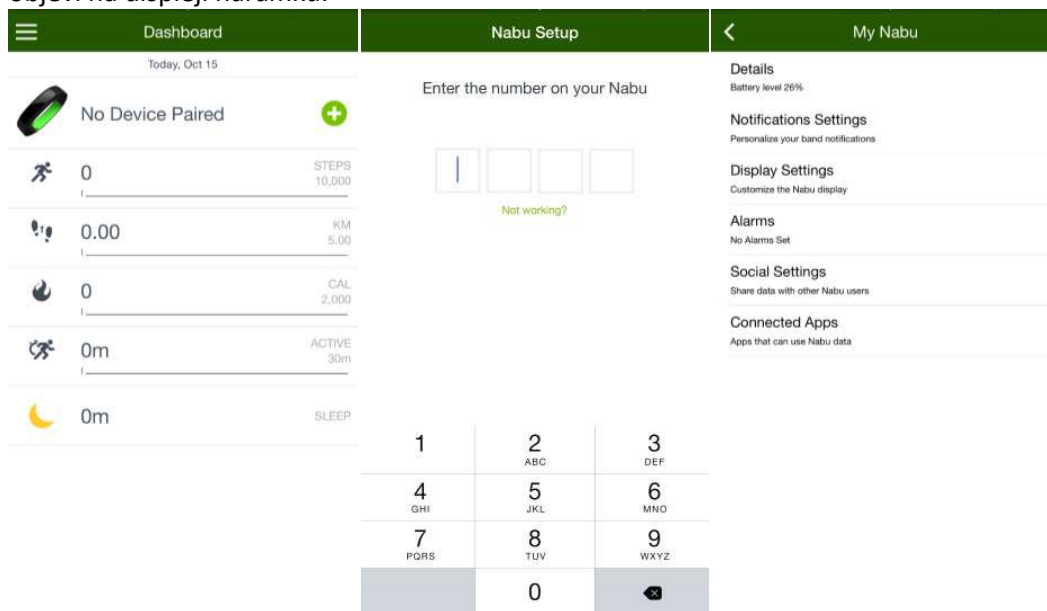 objeví na displeji náramku.
Dashboard
Today, Oct 15
No Device Paired
0
STEPS
10,000
0.00
KM
5.00
0
CAL
2,000
0m
ACTIVE
30m
0m
SLEEP
Nabu Setup
Enter the number on your Nabu
Not working?
1
2
ABC
3
DEF
4
GHI
5
JKL
6
MNO
7
PQRS
8
TUV
9
WXYZ
0
My Nabu
Details
Battery level 26%
Notifications Settings
Personalize your band notifications
Display Settings
Customize the Nabu display
Alarms
No Alarms Set
Social Settings
Share data with other Nabu users
Connected Apps
Apps that can use Nabu data